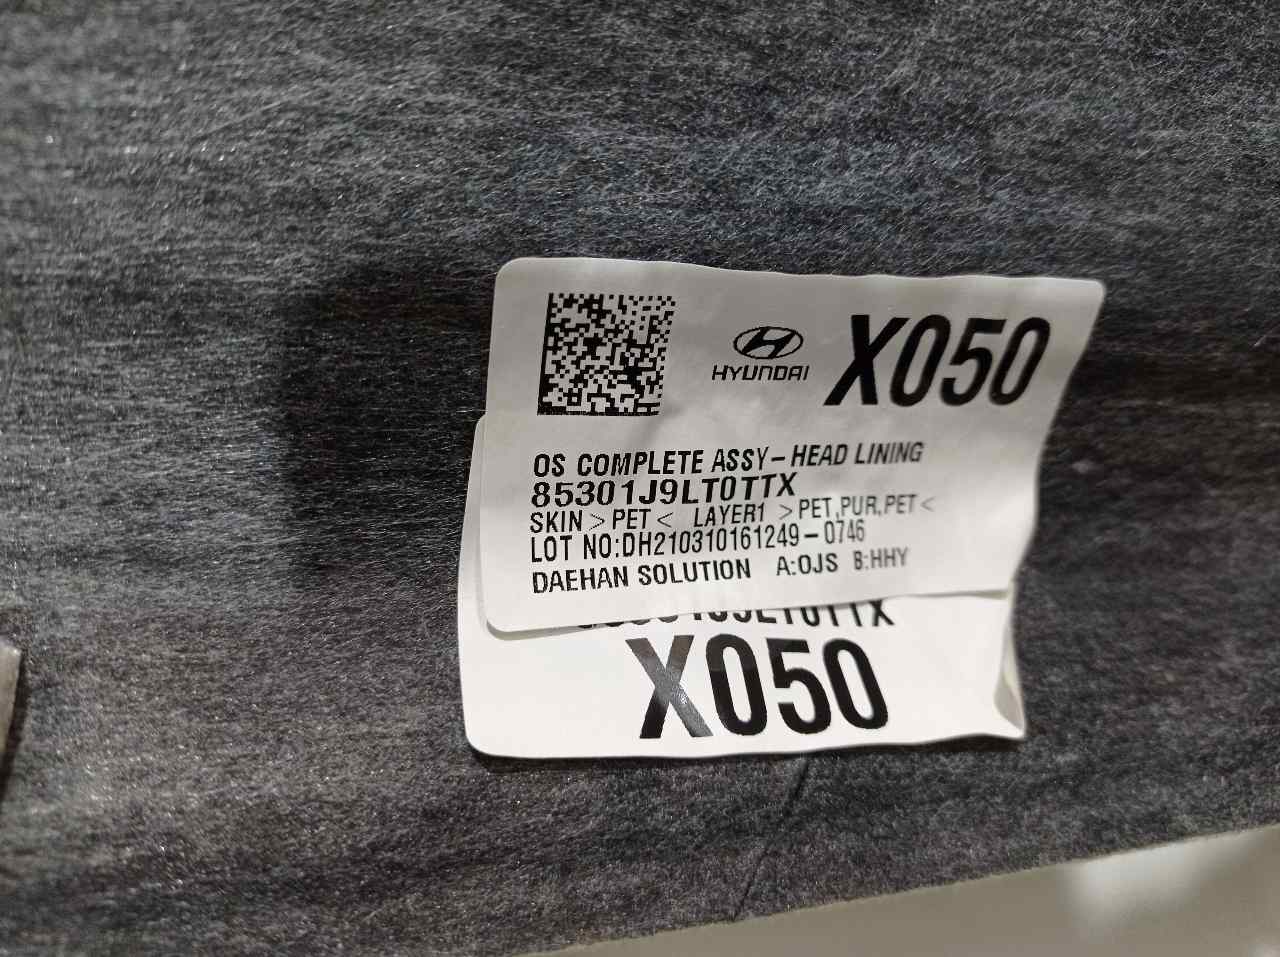 HYUNDAI
X050
OS COMPLETE ASSY-HEAD LINING
85301J9LT0TTX
SKIN >PET< LAYER1 >PET,PUR,PET<
LOT NO:DH210310161249-0746
DAEHAN SOLUTION A:OJS B:HHY
X050